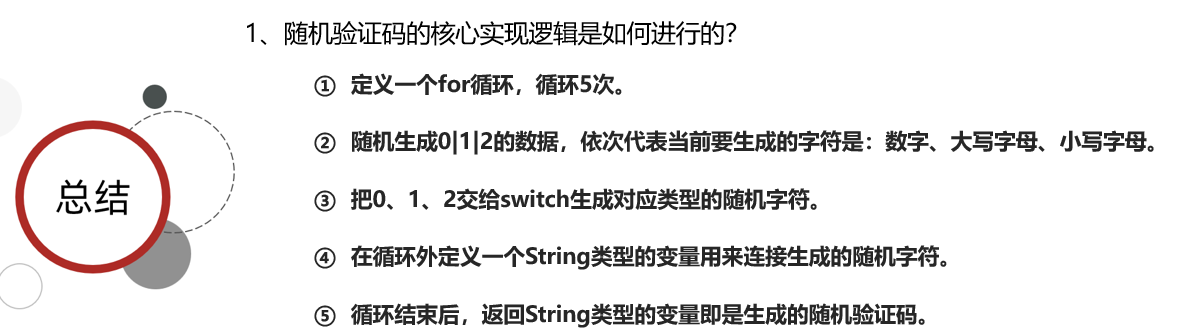 1、随机验证码的核心实现逻辑是如何进行的？
① 定义一个for循环，循环5次。
② 随机生成0|1|2的数据，依次代表当前要生成的字符是：数字、大写字母、小写字母。
总结
③ 把0、1、2交给switch生成对应类型的随机字符。
④ 在循环外定义一个String类型的变量用来连接生成的随机字符。
⑤ 循环结束后，返回String类型的变量即是生成的随机验证码。